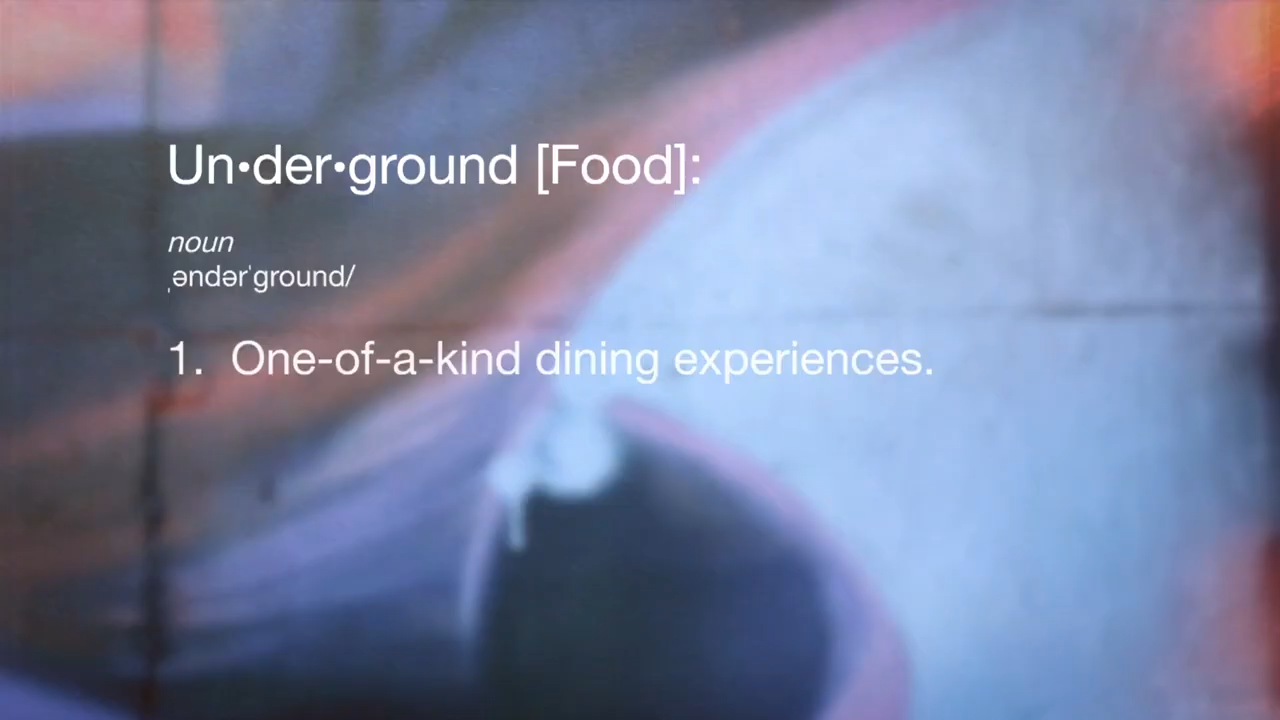 Un•der•ground [Food]:
noun
ˌəndərˈground/
1. One-of-a-kind dining experiences.